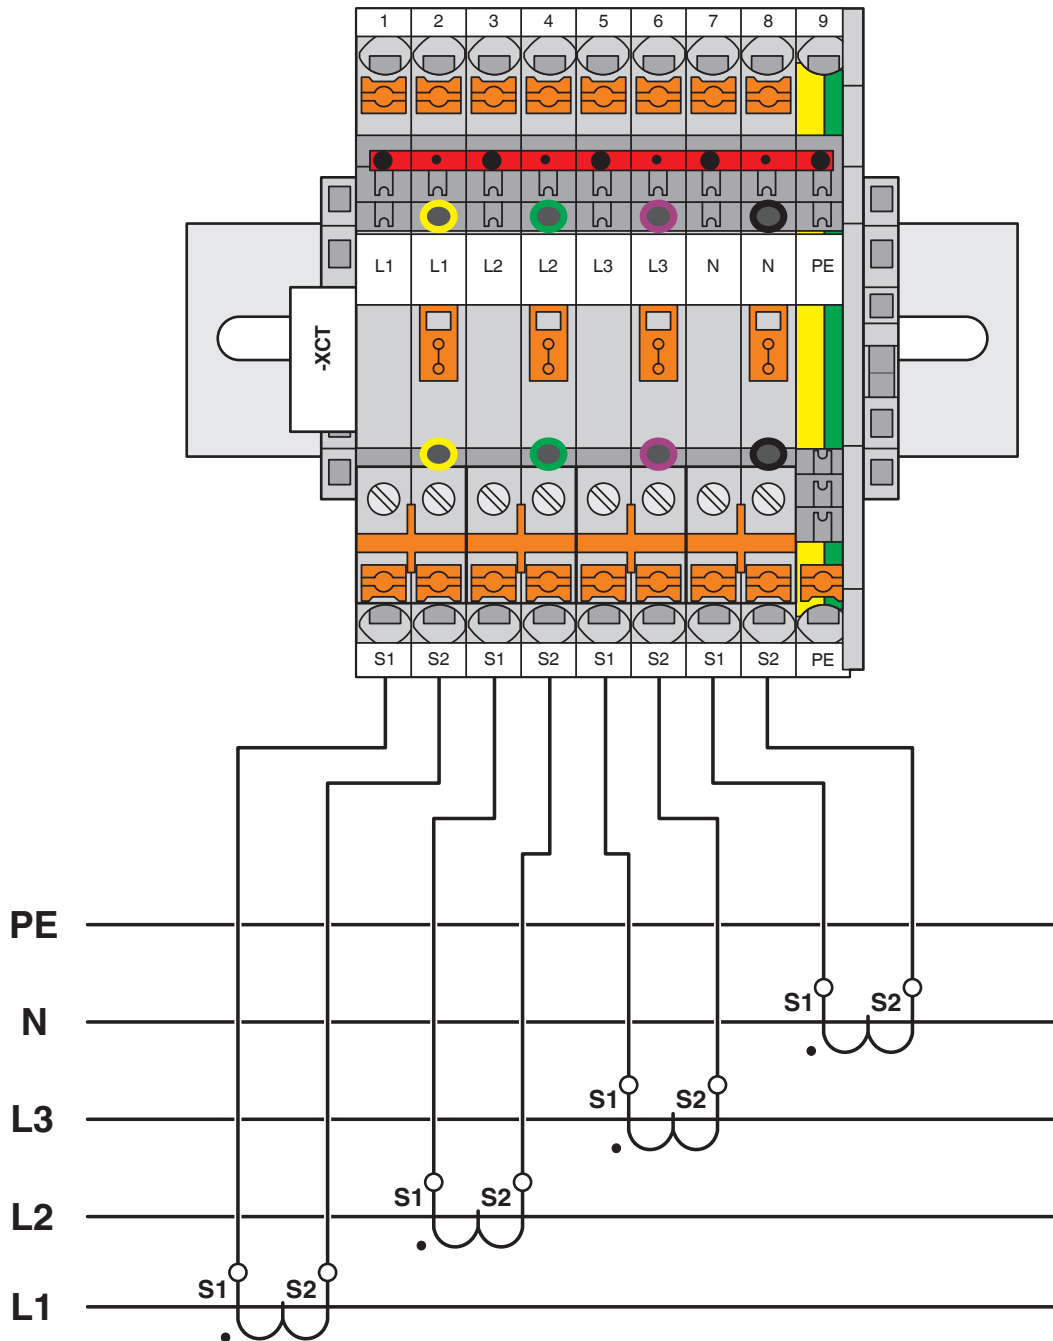 1 2 3 4 5 6 7 8 9
L1 L1 L2 L2 L3 L3 N N PE
-XCT
S1 S2 S1 S2 S1 S2 S1 S2 PE
PE
S1 S2
N
S1 S2
L3
S1 S2
L2
S1 S2
L1